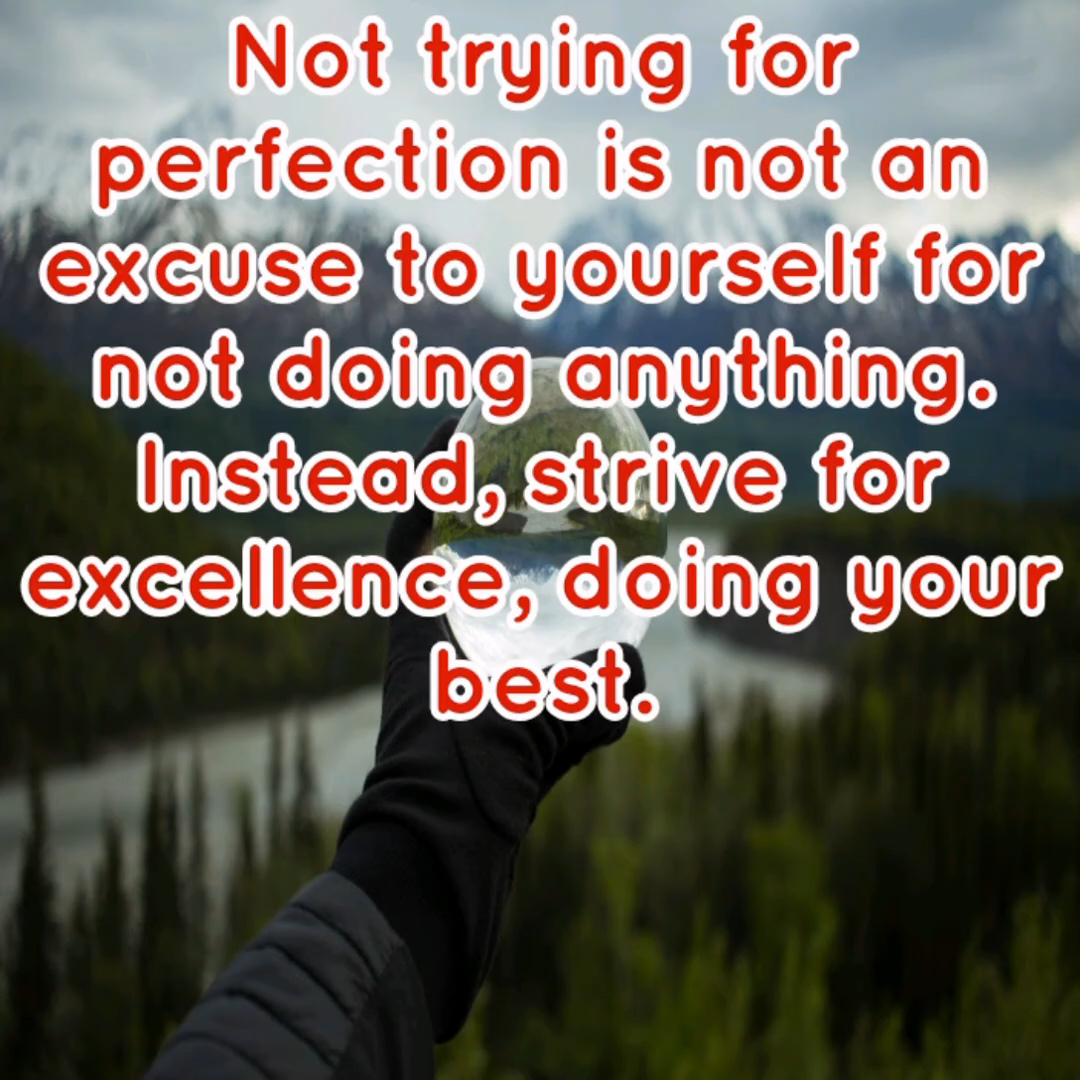 Not trying for
perfection is not an
excuse to yourself for
not doing anything.
Instead, strive for
excellence, doing your
best.